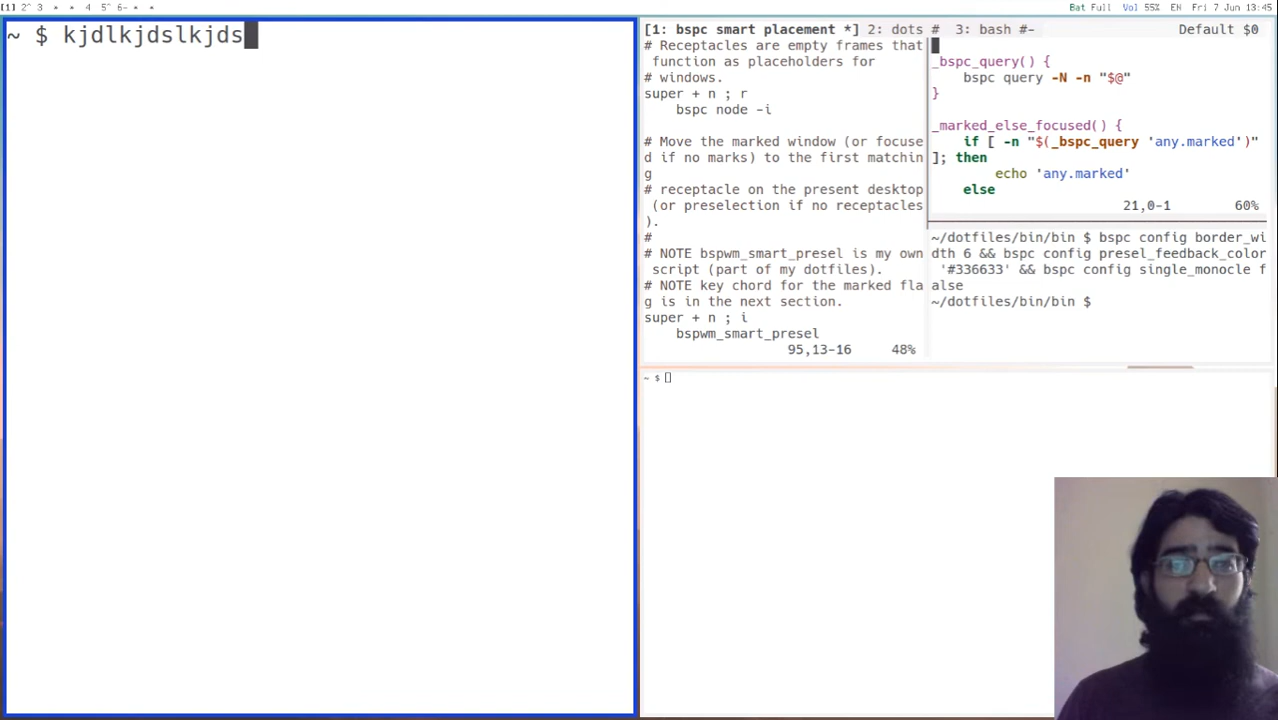 [1] 2^ 3 * * 4 5^ 6- * *
Bat Full Vol 55% EN Fri 7 Jun 13:45
~ $ kjdlkjdslkjds
[1: bspc smart placement *] 2: dots # 3: bash #- Default $0
# Receptacles are empty frames that
function as placeholders for
# windows.
super + n ; r
bspc node -i
# Move the marked window (or focuse
d if no marks) to the first matchin
g
# receptacle on the present desktop
(or preselection if no receptacles
).
#
# NOTE bspwm_smart_presel is my own
script (part of my dotfiles).
# NOTE key chord for the marked fla
g is in the next section.
super + n ; i
bspwm_smart_presel
95,13-16 48%
_bspc_query() {
bspc query -N -n "$@"
}
_marked_else_focused() {
if [ -n "$(_bspc_query 'any.marked')"
]; then
echo 'any.marked'
else
21,0-1 60%
~/dotfiles/bin/bin $ bspc config border_wi
dth 6 && bspc config presel_feedback_color
'#336633' && bspc config single_monocle f
alse
~/dotfiles/bin/bin $
~ $